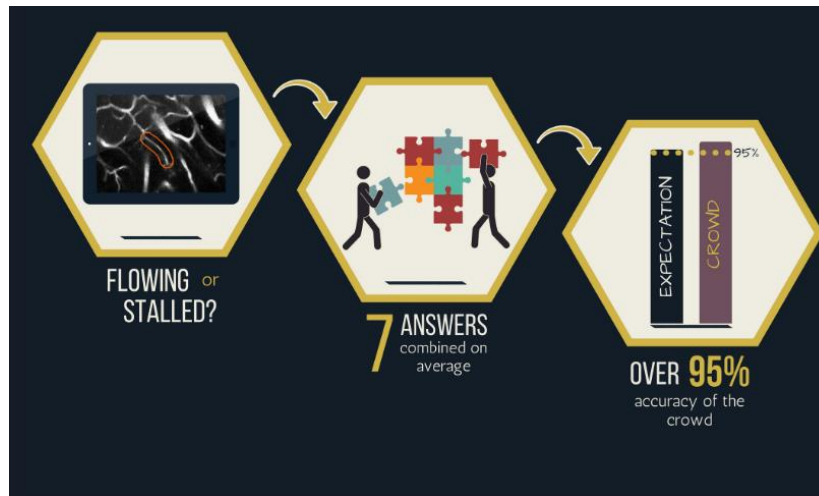 FLOWING or
STALLED?
7 ANSWERS
combined on
average
EXPECTATION
CROWD
95%
OVER 95%
accuracy of the
crowd